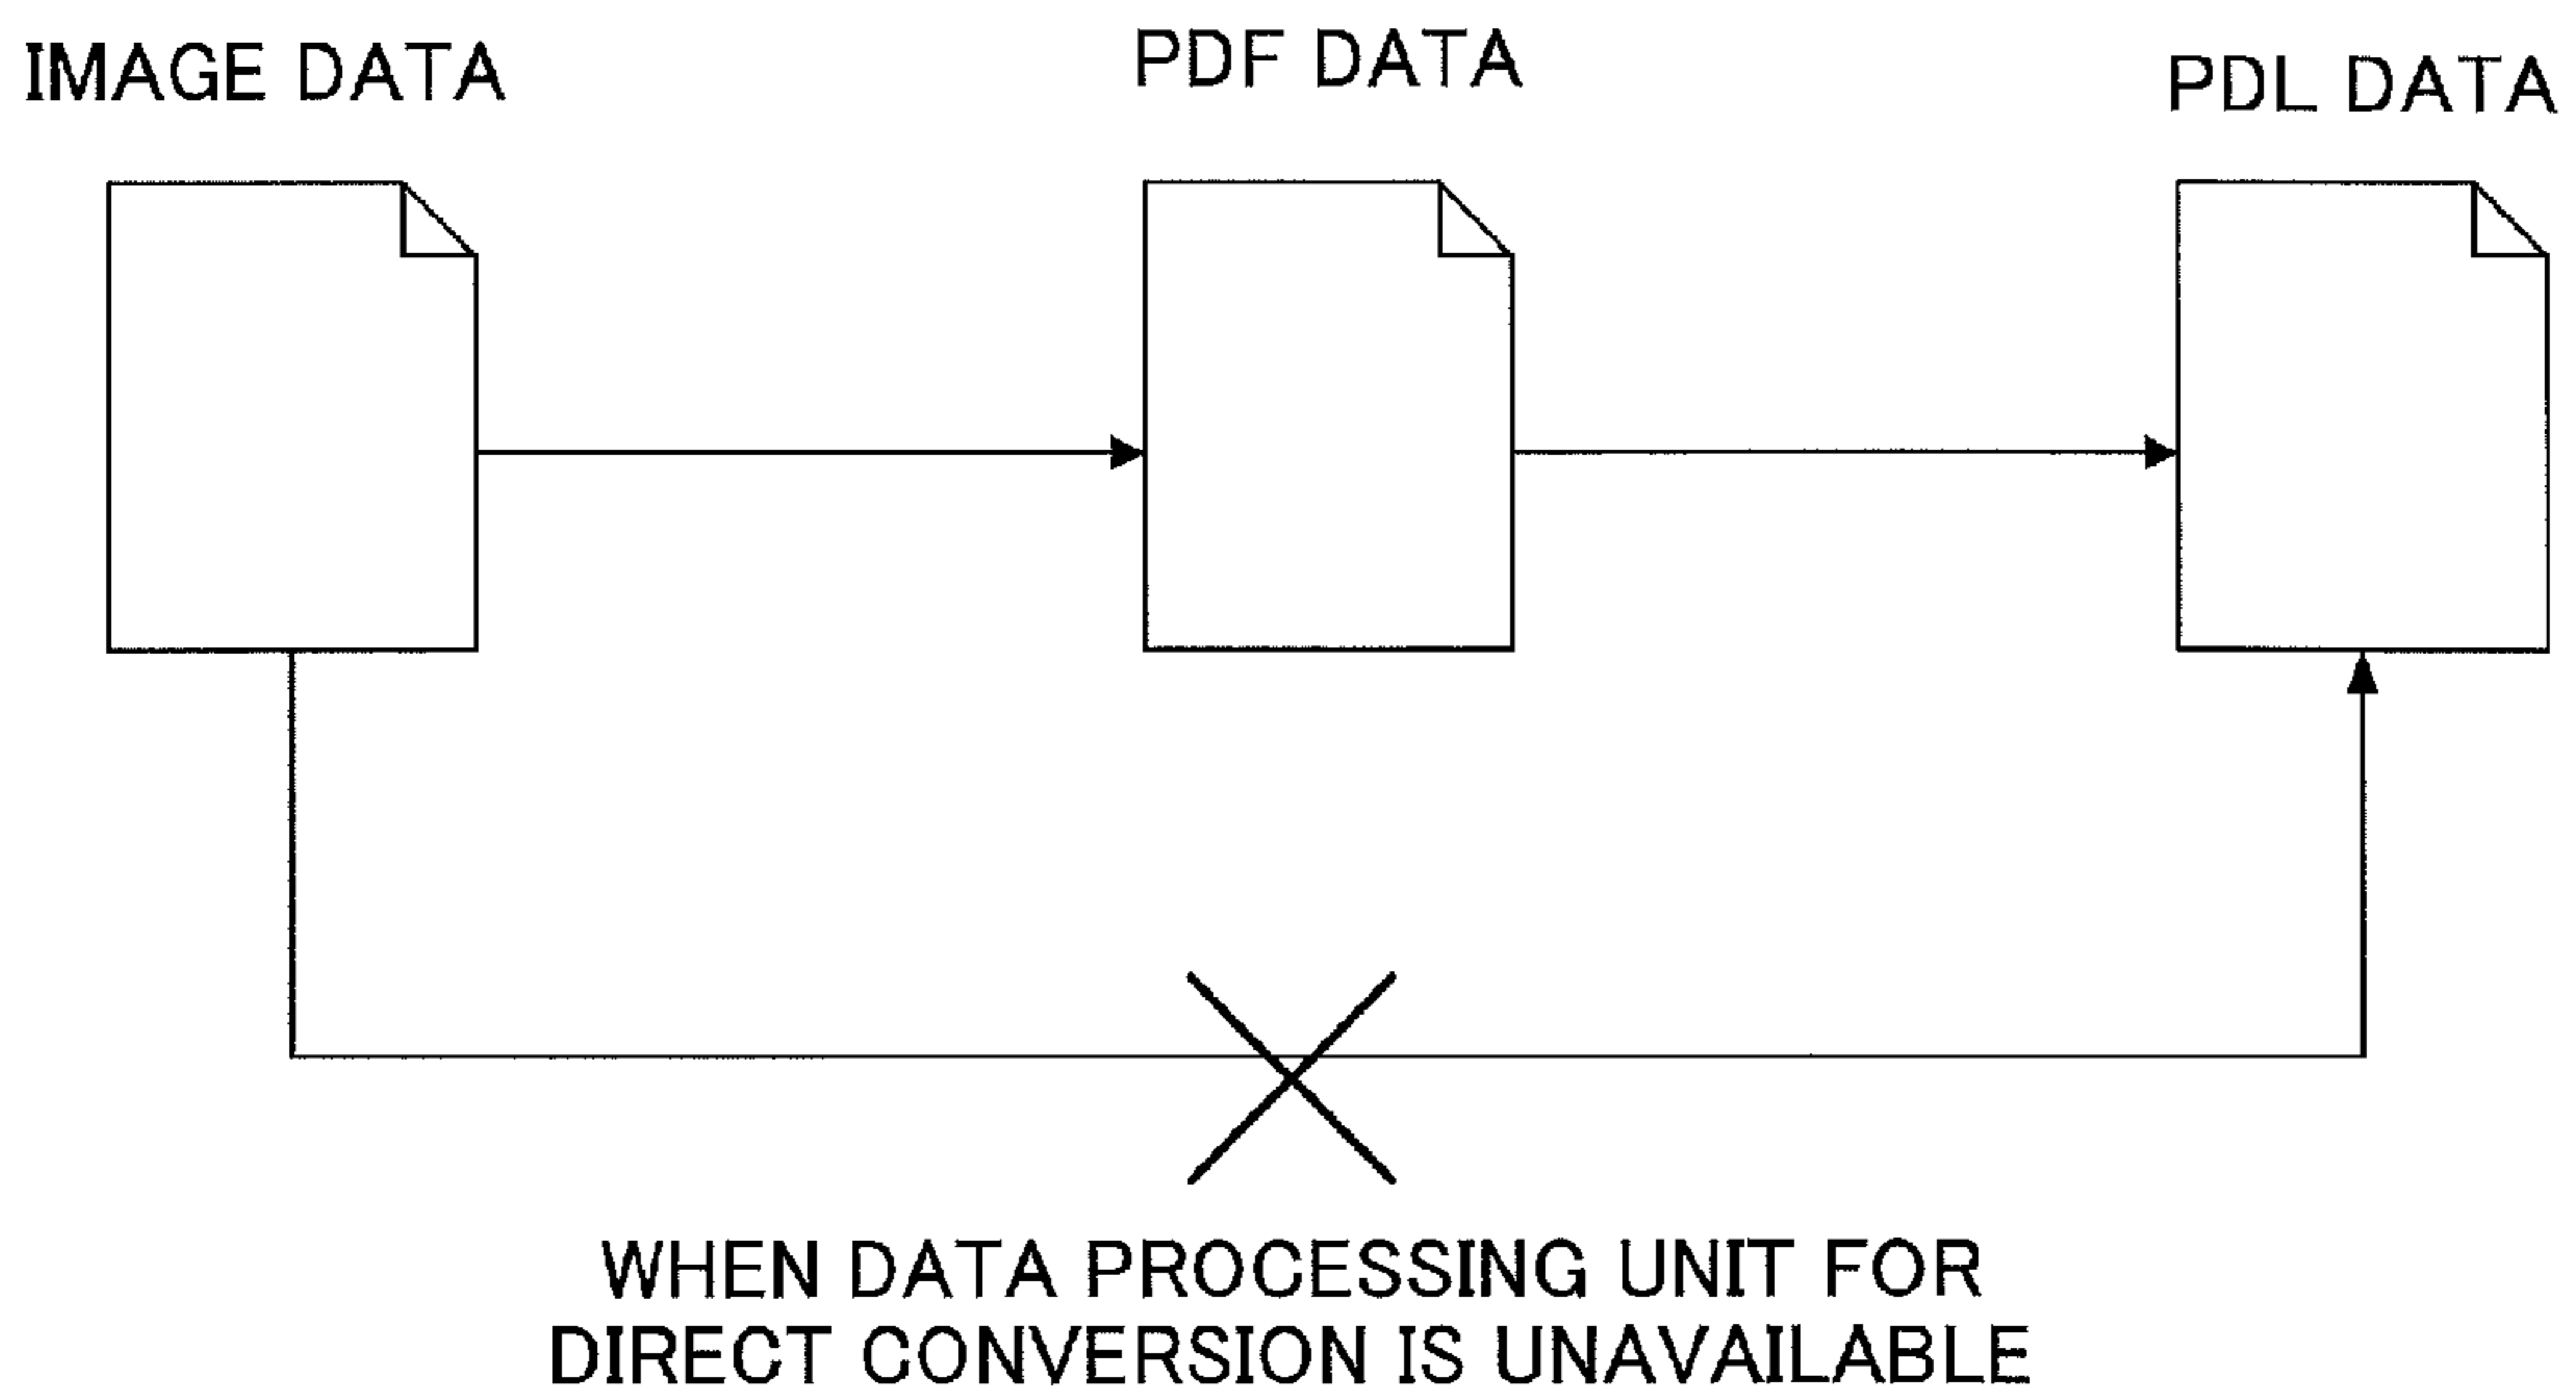 IMAGE DATA
PDF DATA
PDL DATA
WHEN DATA PROCESSING UNIT FOR
DIRECT CONVERSION IS UNAVAILABLE